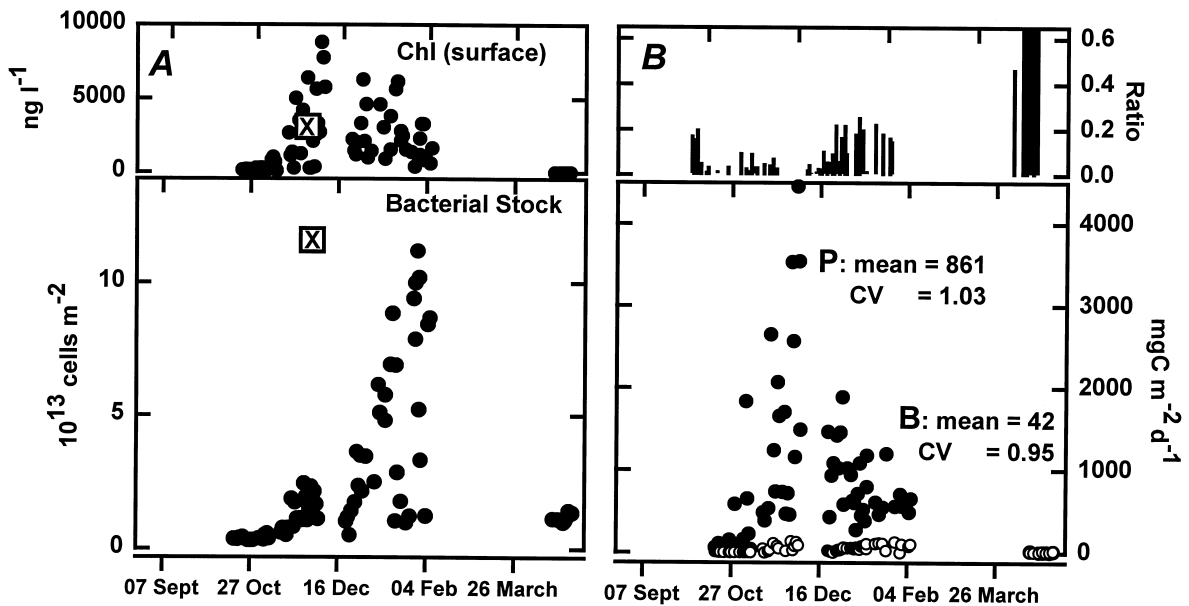 A
Chl (surface)
10000
5000
0
ng l-1
X
Bacterial Stock
X
10
5
0
10 13 cells m-2
07 Sept 27 Oct 16 Dec 04 Feb 26 March
B
0.6
0.4
0.2
0.0
Ratio
P: mean = 861
CV = 1.03
B: mean = 42
CV = 0.95
4000
3000
2000
1000
0
mgC m-2 d-1
07 Sept 27 Oct 16 Dec 04 Feb 26 March